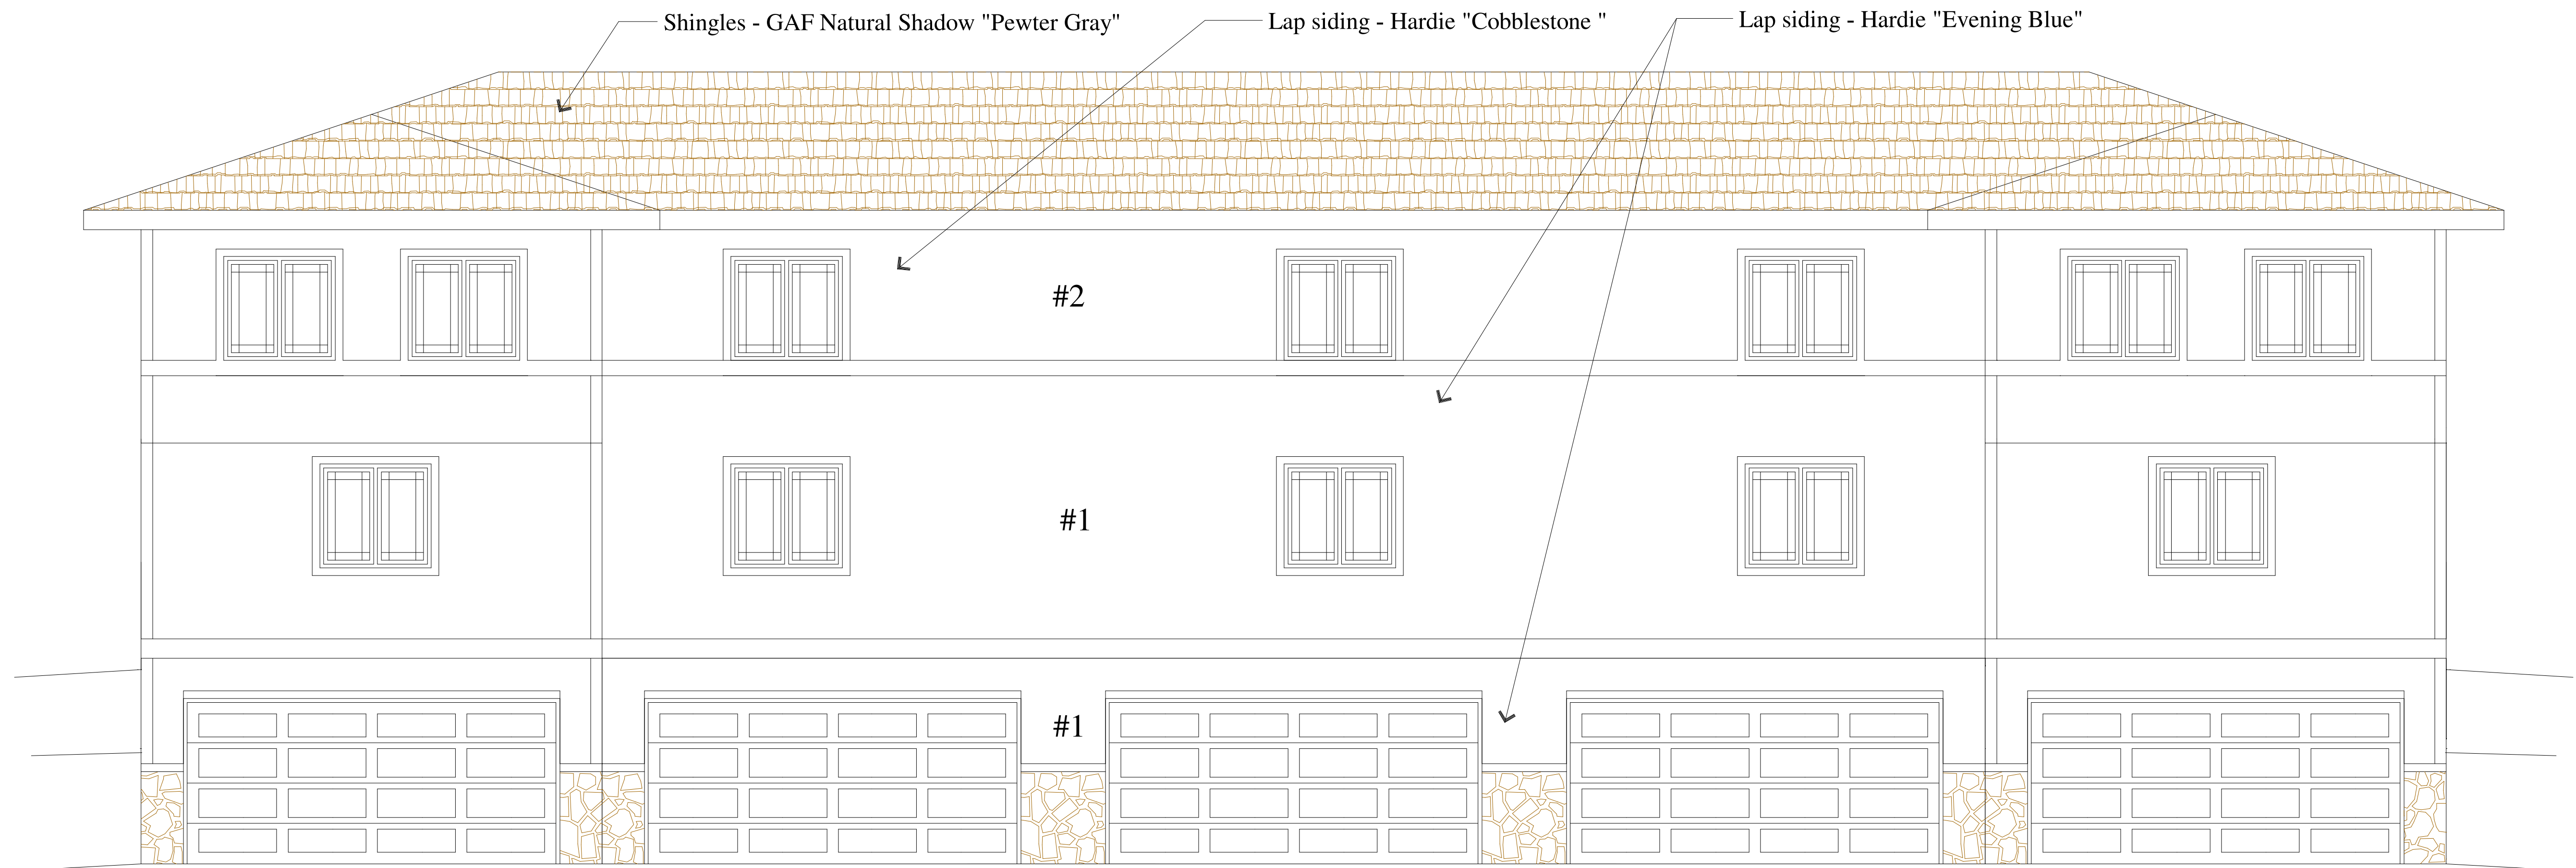 Shingles - GAF Natural Shadow "Pewter Gray"
Lap siding - Hardie "Cobblestone "
Lap siding - Hardie "Evening Blue"
#2
#1
#1